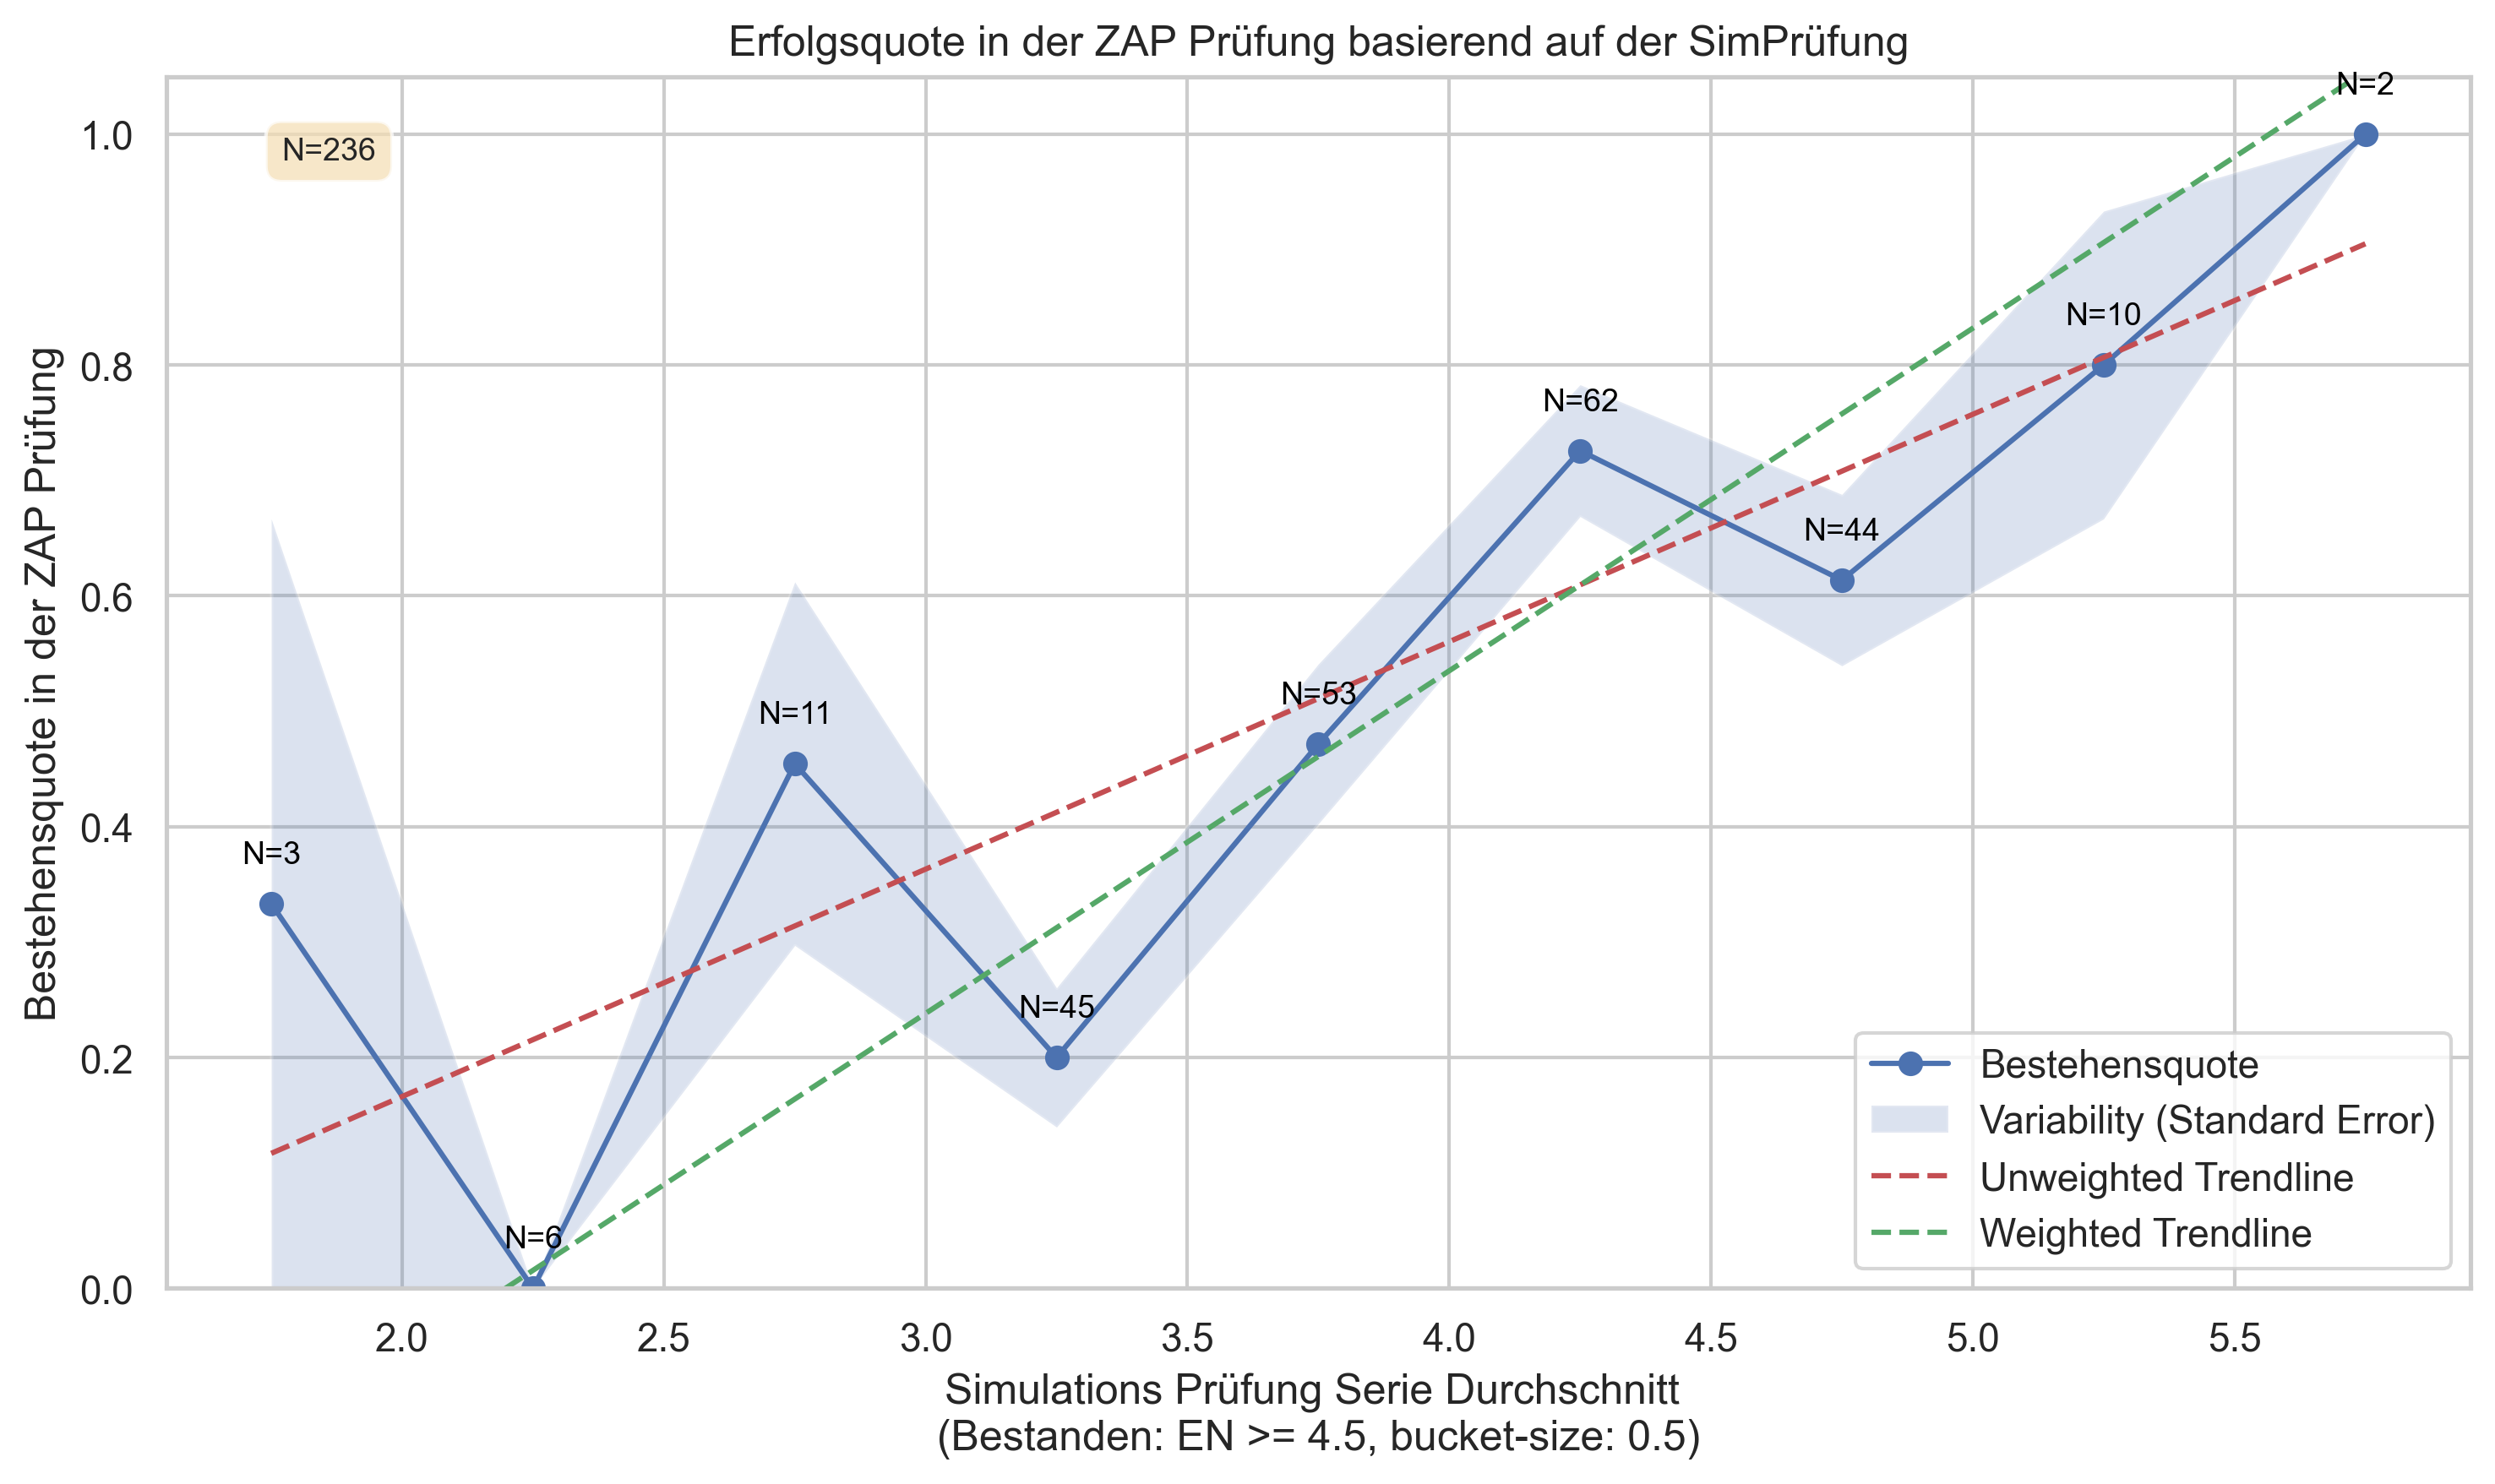 Erfolgsquote in der ZAP Prüfung basierend auf der SimPrüfung
Bestehensquote in der ZAP Prüfung
1.0
0.8
0.6
0.4
0.2
0.0
N=236
N=3
N=6
N=11
N=45
N=53
N=62
N=44
N=10
N=2
Bestehensquote
Variability (Standard Error)
Unweighted Trendline
Weighted Trendline
2.0 2.5 3.0 3.5 4.0 4.5 5.0 5.5
Simulations Prüfung Serie Durchschnitt
(Bestanden: EN >= 4.5, bucket-size: 0.5)